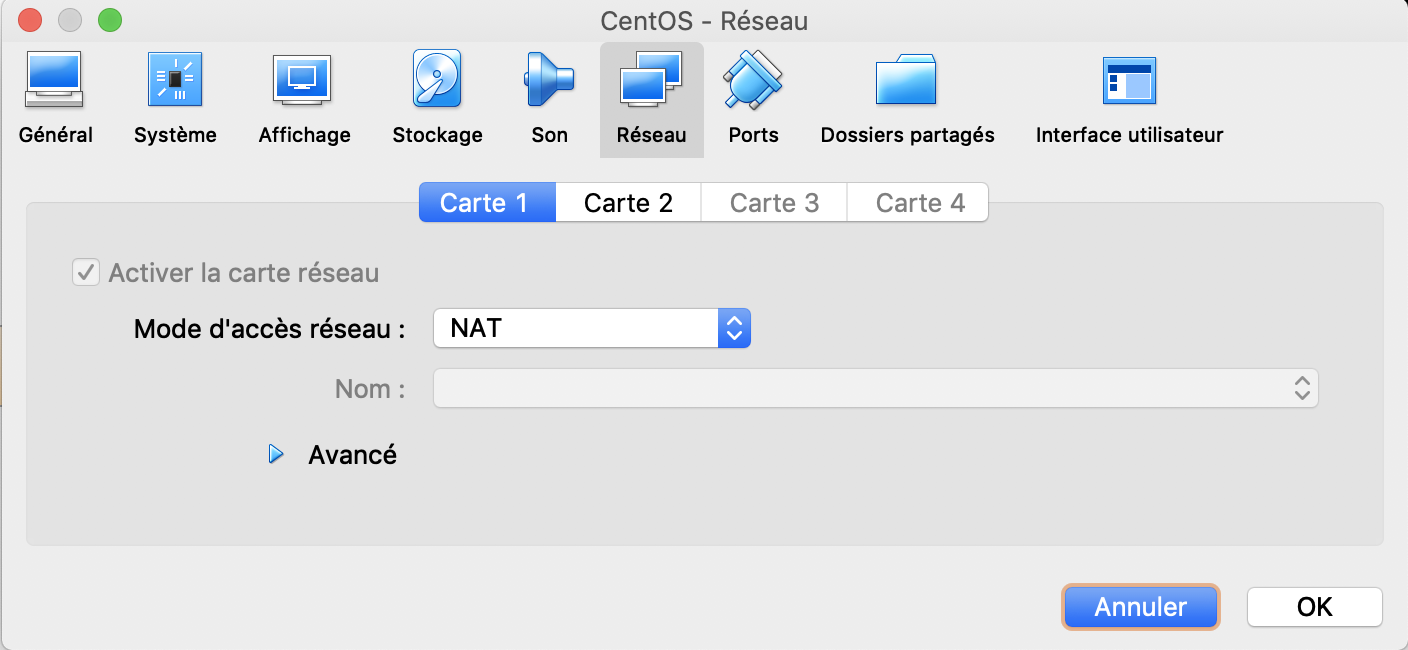 CentOS - Réseau
Général Système Affichage Stockage Son Réseau Ports Dossiers partagés Interface utilisateur
Carte 1 Carte 2 Carte 3 Carte 4
Activer la carte réseau
Mode d'accès réseau : NAT
Nom :
Avancé
Annuler OK